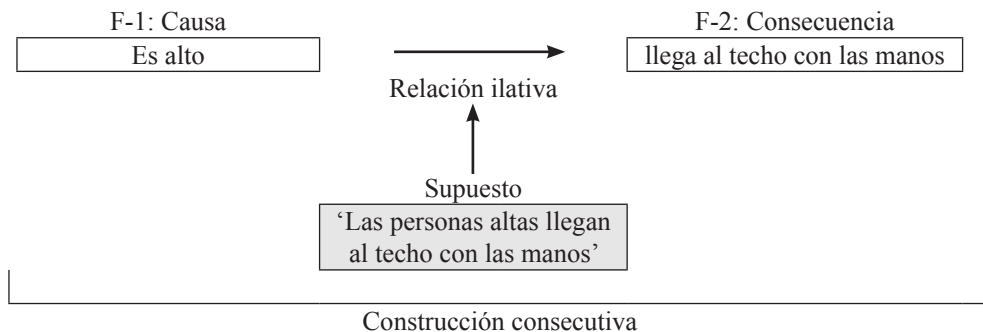 F-1: Causa
F-2: Consecuencia
Es alto
llega al techo con las manos
Relación ilativa
Supuesto
‘Las personas altas llegan
al techo con las manos’
Construcción consecutiva